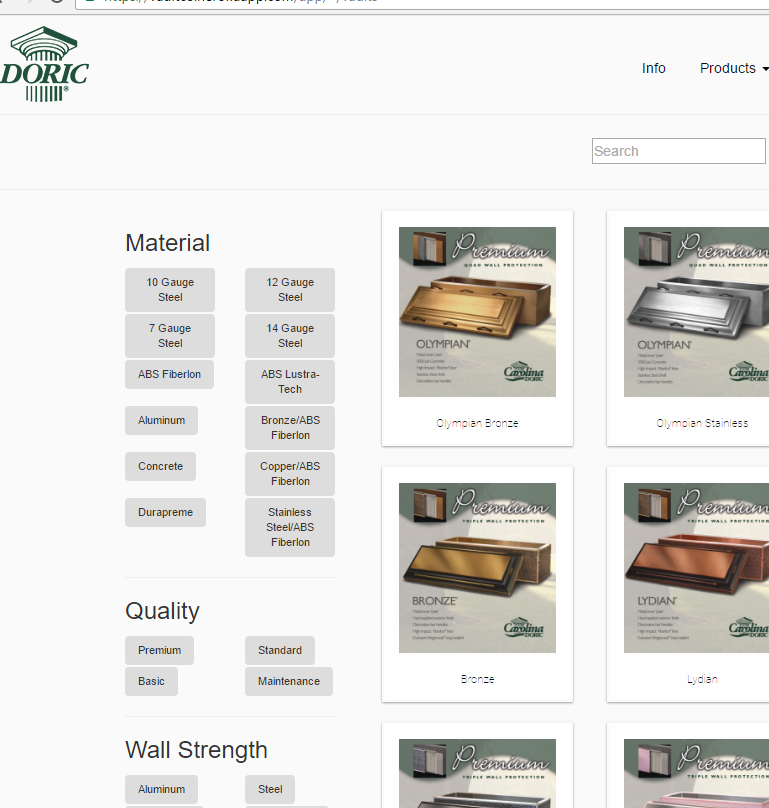 DORIC
®
Info
Products
Search
Material
10 Gauge
Steel
12 Gauge
Steel
7 Gauge
Steel
14 Gauge
Steel
ABS Fiberlon
ABS Lustra-
Tech
Aluminum
Bronze/ABS
Fiberlon
Concrete
Copper/ABS
Fiberlon
Durapreme
Stainless
Steel/ABS
Fiberlon
Quality
Premium
Standard
Basic
Maintenance
Wall Strength
Aluminum
Steel
Premium
QUAD WALL PROTECTION
OLYMPIAN
Carolina
DORIC
Olympian Bronze
Premium
QUAD WALL PROTECTION
OLYMPIAN
Carolina
DORIC
Olympian Stainless
Premium
TRIPLE WALL PROTECTION
BRONZE
Carolina
DORIC
Bronze
Premium
TRIPLE WALL PROTECTION
LYDIAN
Carolina
DORIC
Lydian
Premium
TRIPLE WALL PROTECTION
Premium
TRIPLE WALL PROTECTION